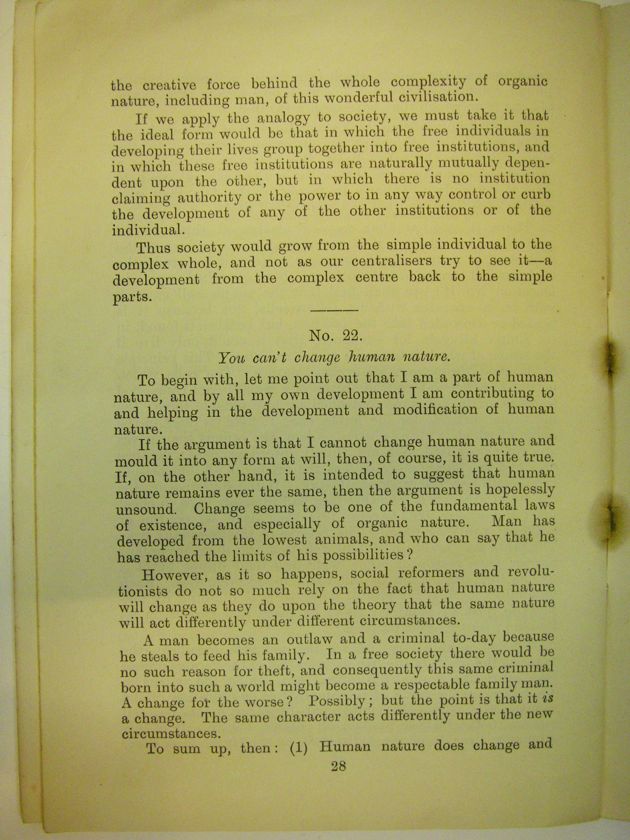 the creative force behind the whole complexity of organic
nature, including man, of this wonderful civilisation.
If we apply the analogy to society, we must take it that
the ideal form would be that in which the free individuals in
developing their lives group together into free institutions, and
in which these free institutions are naturally mutually depen-
dent upon the other, but in which there is no institution
claiming authority or the power to in any way control or curb
the development of any of the other institutions or of the
individual.
Thus society would grow from the simple individual to the
complex whole, and not as our centralisers try to see it—a
development from the complex centre back to the simple
parts.
No. 22.
You can't change human nature.
To begin with, let me point out that I am a part of human
nature, and by all my own development I am contributing to
and helping in the development and modification of human
nature.
If the argument is that I cannot change human nature and
mould it into any form at will, then, of course, it is quite true.
If, on the other hand, it is intended to suggest that human
nature remains ever the same, then the argument is hopelessly
unsound. Change seems to be one of the fundamental laws
of existence, and especially of organic nature. Man has
developed from the lowest animals, and who can say that he
has reached the limits of his possibilities?
However, as it so happens, social reformers and revolu-
tionists do not so much rely on the fact that human nature
will change as they do upon the theory that the same nature
will act differently under different circumstances.
A man becomes an outlaw and a criminal to-day because
he steals to feed his family. In a free society there would be
no such reason for theft, and consequently this same criminal
born into such a world might become a respectable family man.
A change for the worse? Possibly; but the point is that it is
a change. The same character acts differently under the new
circumstances.
To sum up, then: (1) Human nature does change and
28